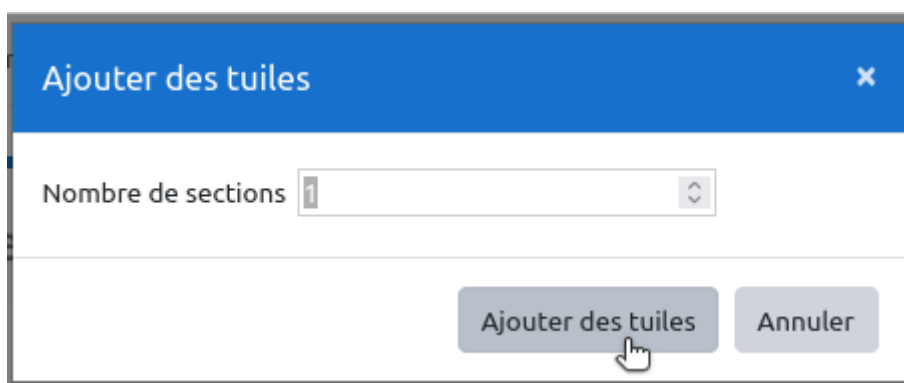 Ajouter des tuiles ×
Nombre de sections 1
Ajouter des tuiles Annuler